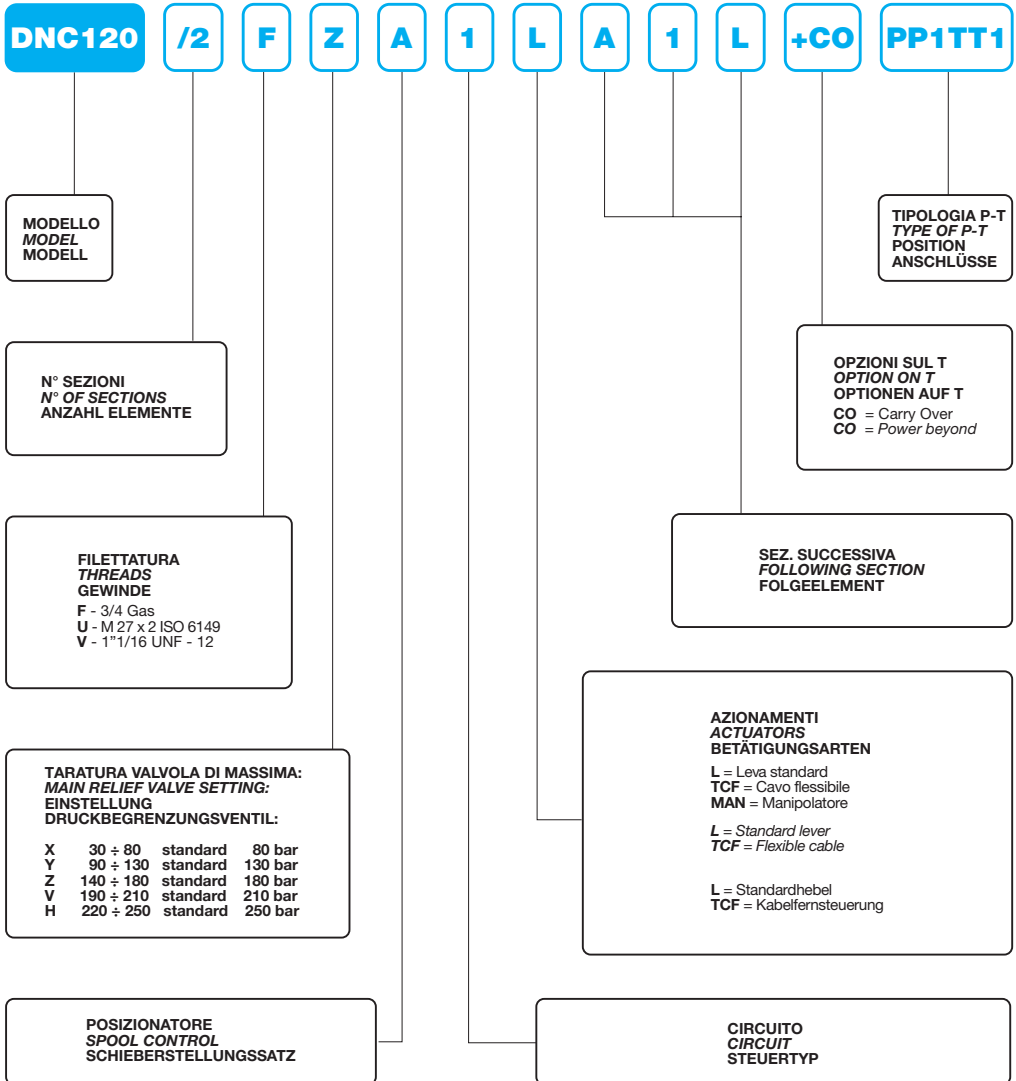 DNC120 /2 F Z A 1 L A 1 L +CO PP1TT1
MODELLO
MODEL
MODELL
TIPOLOGIA P-T
TYPE OF P-T
POSITION
ANSCHLÜSSE
N° SEZIONI
N° OF SECTIONS
ANZAHL ELEMENTE
OPZIONI SUL T
OPTION ON T
OPTIONEN AUF T
CO = Carry Over
CO = Power beyond
FILETTATURA
THREADS
GEWINDE
F - 3/4 Gas
U - M 27 x 2 ISO 6149
V - 1”1/16 UNF - 12
SEZ. SUCCESSIVA
FOLLOWING SECTION
FOLGEELEMENT
AZIONAMENTI
ACTUATORS
BETÄTIGUNGSARTEN
L = Leva standard
TCF = Cavo flessibile
MAN = Manipolatore
L = Standard lever
TCF = Flexible cable
L = Standardhebel
TCF = Kabelfernsteuerung
TARATURA VALVOLA DI MASSIMA:
MAIN RELIEF VALVE SETTING:
EINSTELLUNG
DRUCKBEGRENZUNGSVENTIL:
X 30 ÷ 80 standard 80 bar
Y 90 ÷ 130 standard 130 bar
Z 140 ÷ 180 standard 180 bar
V 190 ÷ 210 standard 210 bar
H 220 ÷ 250 standard 250 bar
POSIZIONATORE
SPOOL CONTROL
SCHIEBERSTELLUNGSSATZ
CIRCUITO
CIRCUIT
STEUERTYP